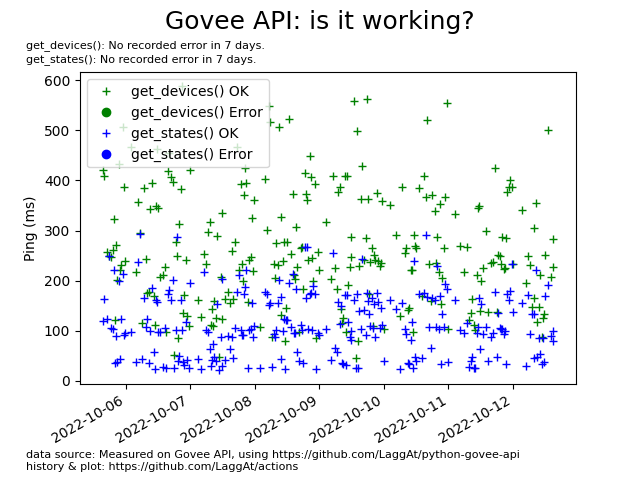 Govee API: is it working?
get_devices(): No recorded error in 7 days.
get_states(): No recorded error in 7 days.
get_devices() OK
get_devices() Error
get_states() OK
get_states() Error
Ping (ms)
600
500
400
300
200
100
0
2022-10-06
2022-10-07
2022-10-08
2022-10-09
2022-10-10
2022-10-11
2022-10-12
data source: Measured on Govee API, using https://github.com/LaggAt/python-govee-api
history & plot: https://github.com/LaggAt/actions